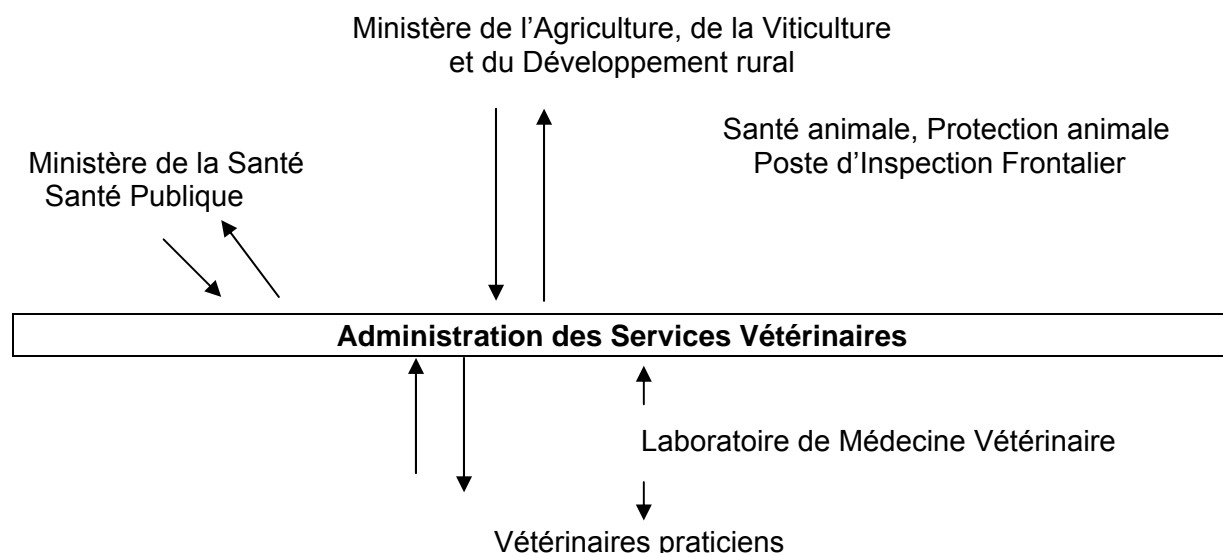 Ministère de l’Agriculture, de la Viticulture
et du Développement rural
Santé animale, Protection animale
Poste d’Inspection Frontalier
Ministère de la Santé
Santé Publique
Administration des Services Vétérinaires
Laboratoire de Médecine Vétérinaire
Vétérinaires praticiens